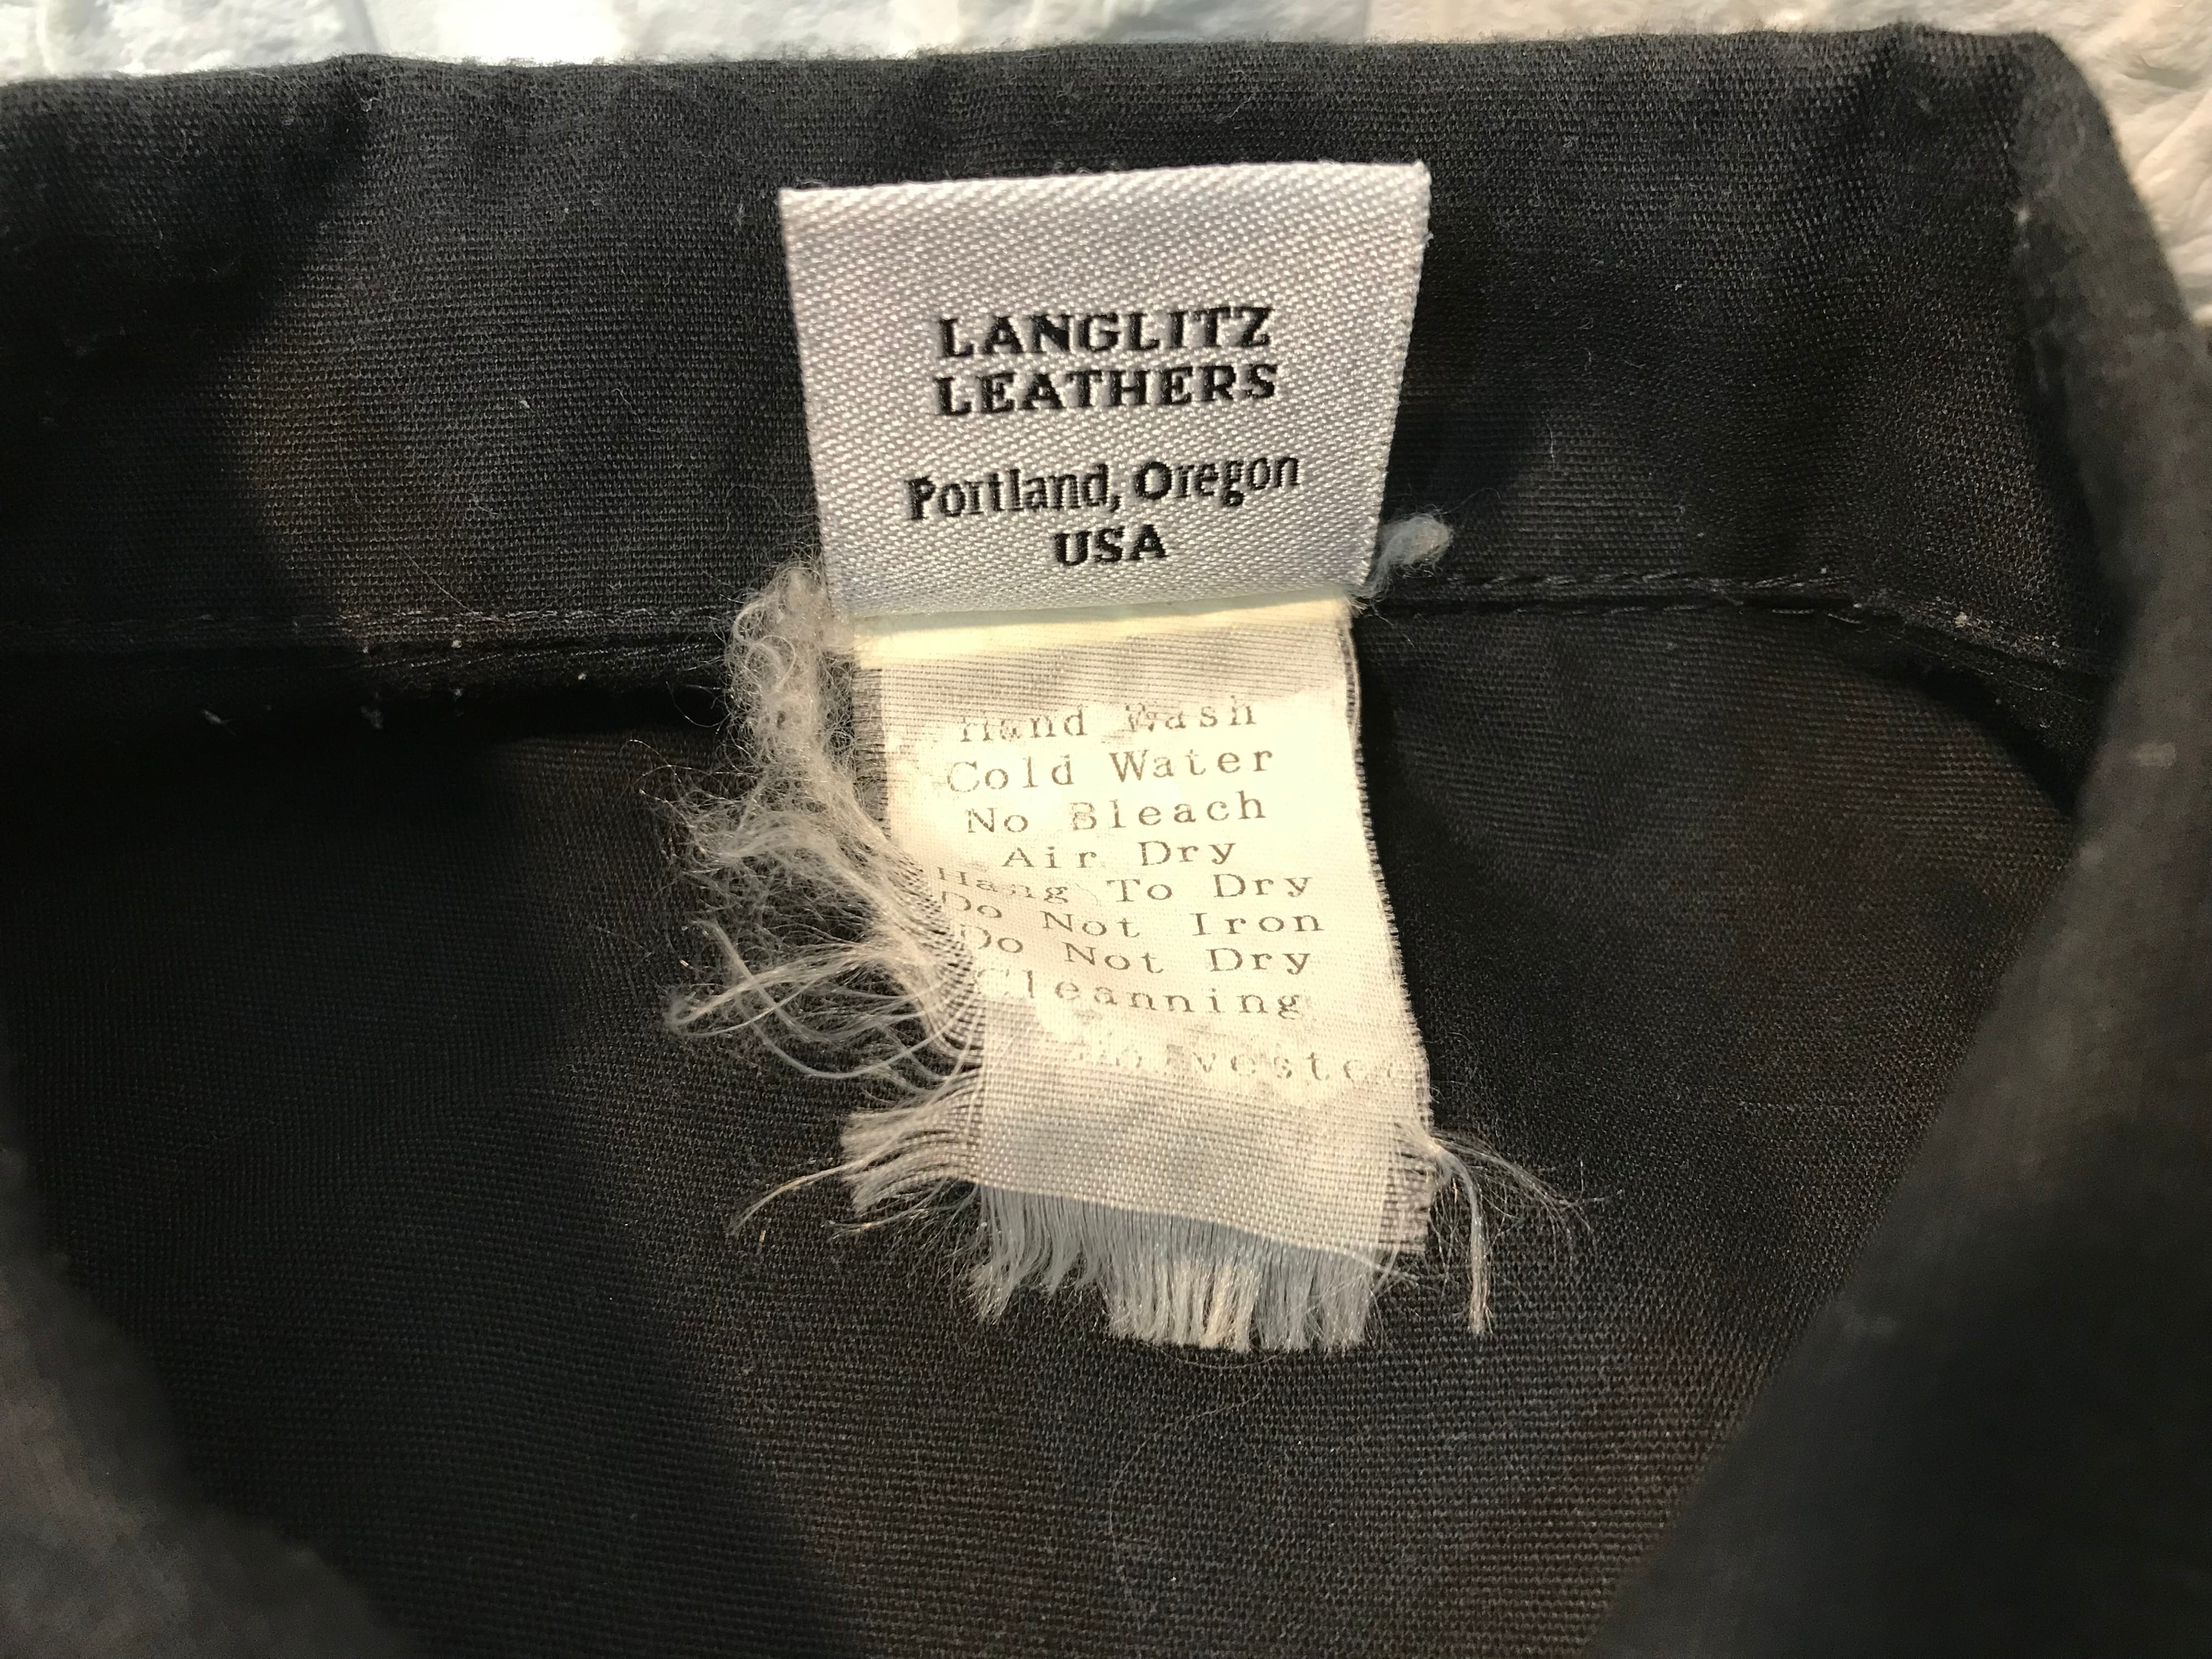 LANGLITZ
LEATHERS
Portland, Oregon
USA
Hand Wash
Cold Water
No Bleach
Air Dry
Hang To Dry
Do Not Iron
Do Not Dry
Cleanning